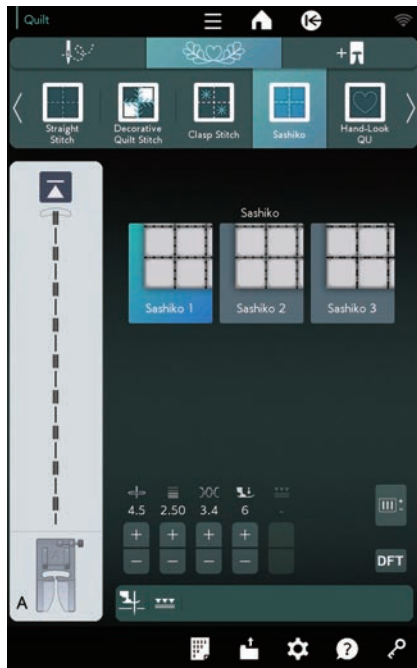 Quilt
Straight
Stitch
Decorative
Quilt Stitch
Clasp Stitch
Sashiko
Hand-Look
QU
Sashiko
Sashiko 1
Sashiko 2
Sashiko 3
4.5 2.50 3.4 6 -
+ + + +
− − − −
DFT
A